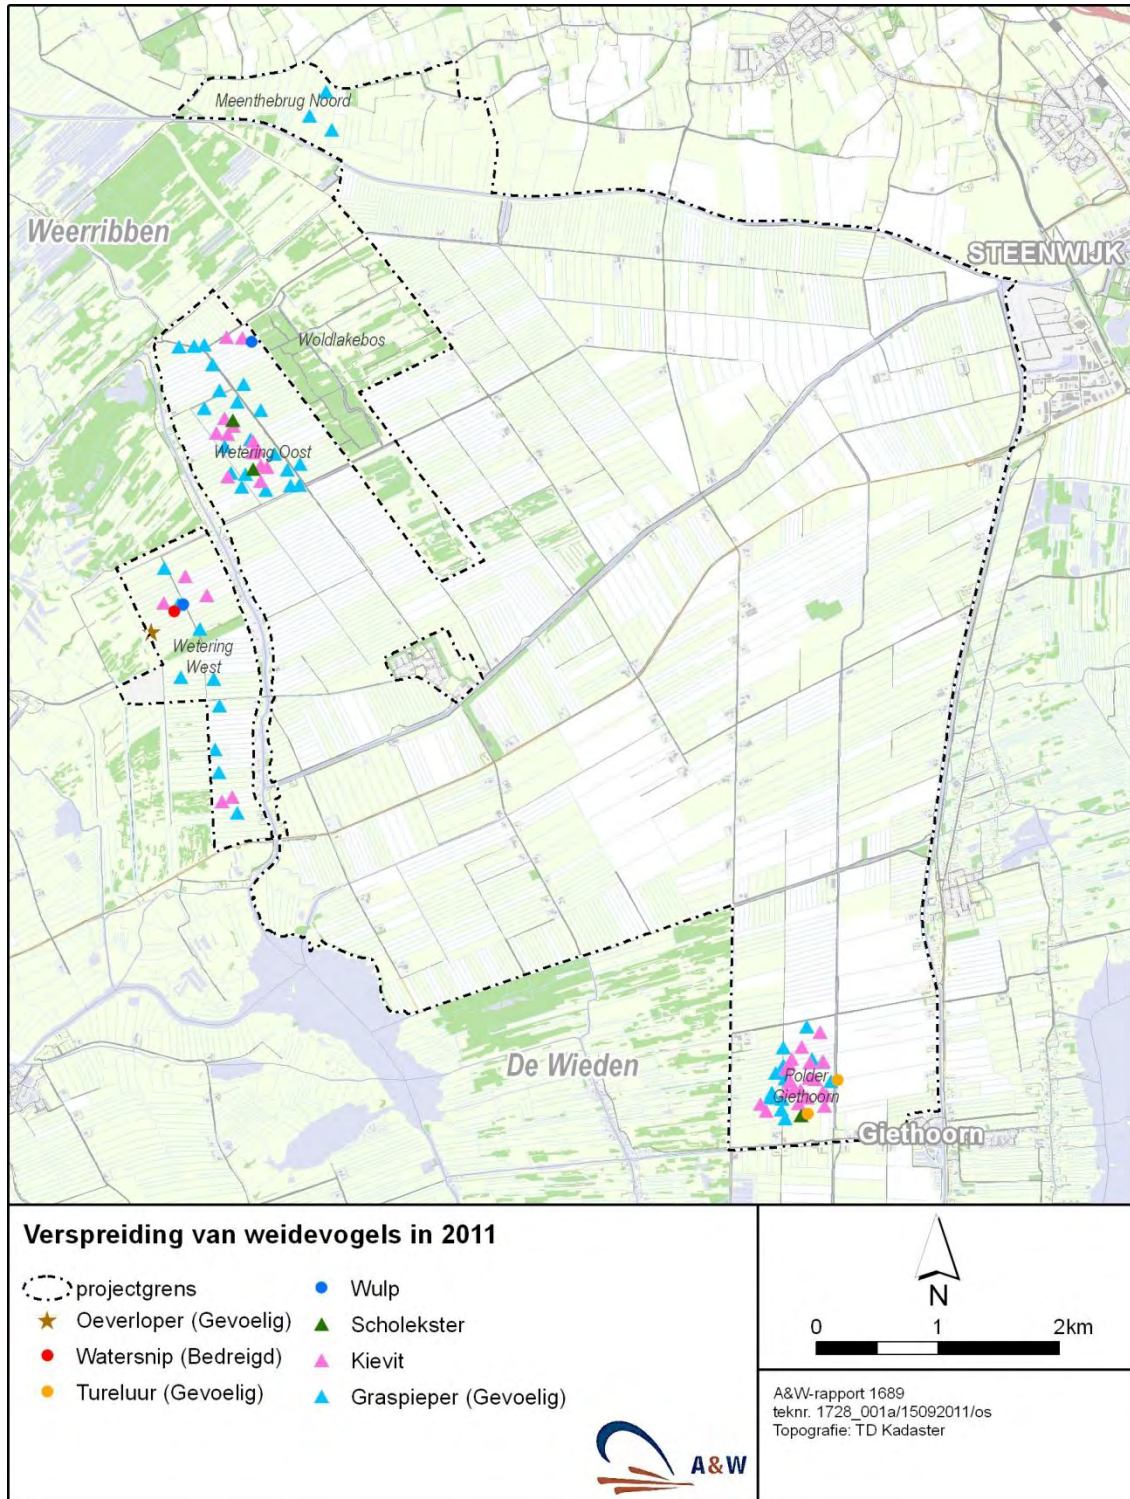 Meenthebrug Noord
Weerribben
STEENWIJK
Woldlakebos
Wetering Oost
Wetering
West
De Wieden
Polder
Giethoorn
Giethoorn
Verspreiding van weidevogels in 2011
projectgrens
Oeverloper (Gevoelig)
Watersnip (Bedreigd)
Tureluur (Gevoelig)
Wulp
Scholekster
Kievit
Graspieper (Gevoelig)
A&W
N
0 1 2km
A&W-rapport 1689
teknr. 1728_001a/15092011/os
Topografie: TD Kadaster